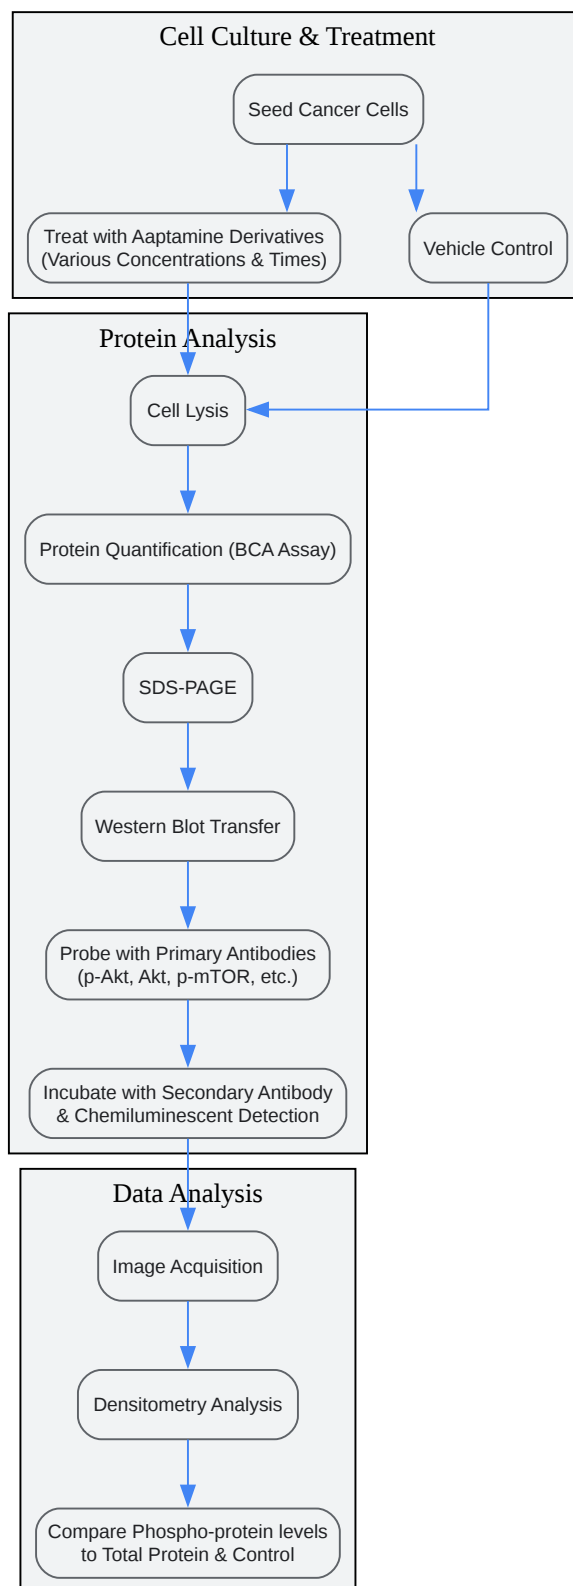 Cell Culture & Treatment
Seed Cancer Cells
Treat with Aaptamine Derivatives
(Various Concentrations & Times)
Vehicle Control
Protein Analysis
Cell Lysis
Protein Quantification (BCA Assay)
SDS-PAGE
Western Blot Transfer
Probe with Primary Antibodies
(p-Akt, Akt, p-mTOR, etc.)
Incubate with Secondary Antibody
& Chemiluminescent Detection
Data Analysis
Image Acquisition
Densitometry Analysis
Compare Phospho-protein levels
to Total Protein & Control